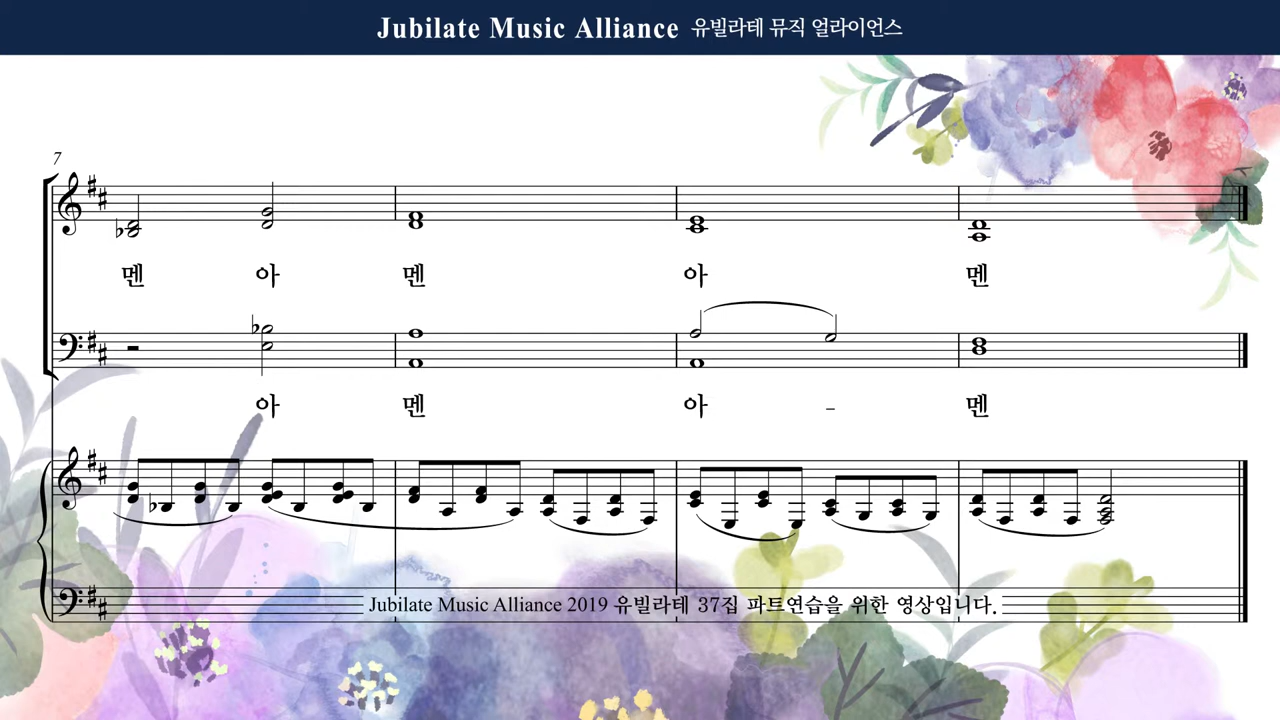 Jubilate Music Alliance 유빌라테 뮤직 얼라이언스
7
멘 아 멘 아 멘
아 멘 아 - 멘
Jubilate Music Alliance 2019 유빌라테 37집 파트연습을 위한 영상입니다.